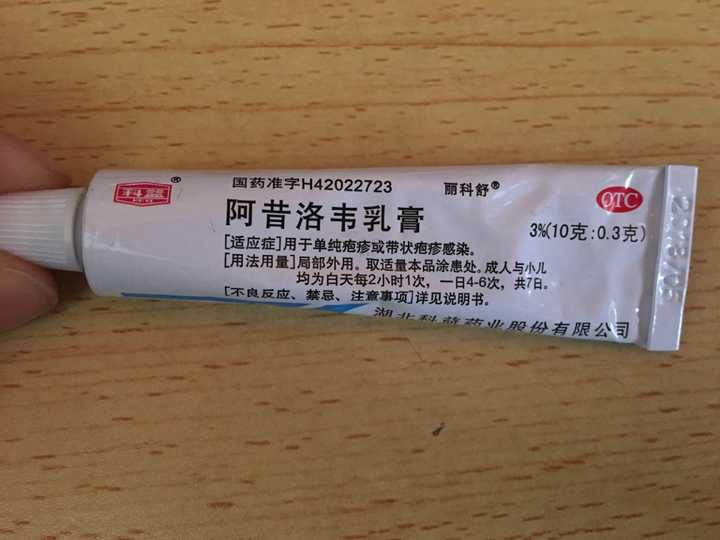 科益®
国药准字H42022723 丽科舒®
OTC
阿昔洛韦乳膏
3%(10克:0.3克)
[适应症]用于单纯疱疹或带状疱疹感染。
[用法用量]局部外用。取适量本品涂患处。成人与小儿
均为白天每2小时1次，一日4-6次，共7日。
[不良反应、禁忌、注意事项]详见说明书。
湖北科益药业股份有限公司